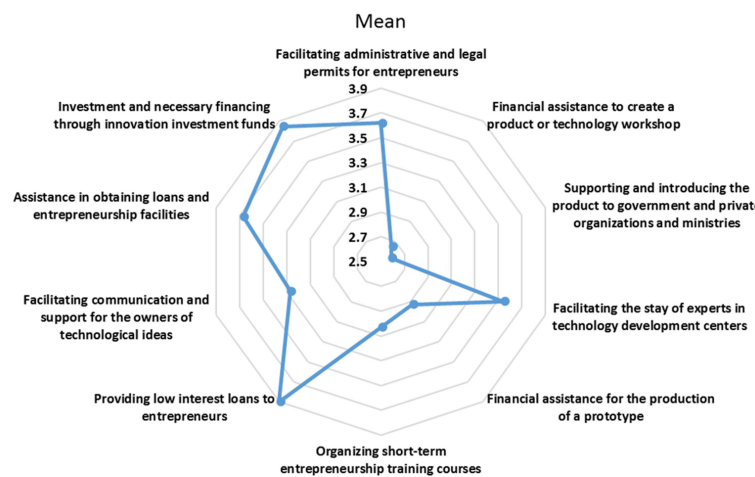 Mean
Facilitating administrative and legal
permits for entrepreneurs
Financial assistance to create a
product or technology workshop
Supporting and introducing the
product to government and privat
organizations and ministries
Facilitating the stay of experts in
technology development centers
Financial assistance for the production
of a prototype
Organizing short-term
entrepreneurship training courses
Providing low interest loans to
entrepreneurs
Facilitating communication and
support for the owners of
technological ideas
Assistance in obtaining loans and
entrepreneurship facilities
Investment and necessary financing
through innovation investment funds
3.9
3.7
3.5
3.3
3.1
2.9
2.7
2.5